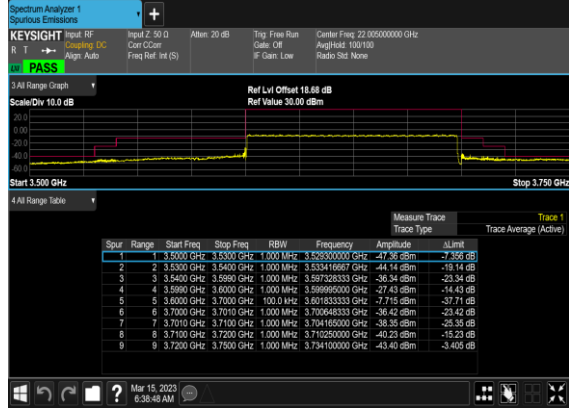 Spectrum Analyzer 1
Spurious Emissions
+
KEYSIGHT Input: RF Input Z: 50 Ω Atten: 20 dB Trig: Free Run Center Freq: 22.005000000 GHz
R T Coupling: DC Corr CCorr Gate: Off Avg|Hold: 100/100
Align: Auto Freq Ref: Int (S) IF Gain: Low Radio Std: None
PASS
3 All Range Graph
Ref Lvl Offset 18.68 dB
Scale/Div 10.0 dB Ref Value 30.00 dBm
20.0
0.00
-20.0
-40.0
-60.0
Start 3.500 GHz Stop 3.750 GHz
4 All Range Table
Measure Trace Trace 1
Trace Type Trace Average (Active)
Spur Range Start Freq Stop Freq RBW Frequency Amplitude ΔLimit
1 1 3.5000 GHz 3.5300 GHz 1.000 MHz 3.529300000 GHz -47.36 dBm -7.356 dB
2 2 3.5300 GHz 3.5400 GHz 1.000 MHz 3.533416667 GHz -44.14 dBm -19.14 dB
3 3 3.5400 GHz 3.5990 GHz 1.000 MHz 3.597328333 GHz -36.34 dBm -23.34 dB
4 4 3.5990 GHz 3.6000 GHz 1.000 MHz 3.599995000 GHz -27.43 dBm -14.43 dB
5 5 3.6000 GHz 3.7000 GHz 100.0 kHz 3.601833333 GHz -7.715 dBm -37.71 dB
6 6 3.7000 GHz 3.7010 GHz 1.000 MHz 3.700648333 GHz -36.42 dBm -23.42 dB
7 7 3.7010 GHz 3.7100 GHz 1.000 MHz 3.704165000 GHz -38.35 dBm -25.35 dB
8 8 3.7100 GHz 3.7200 GHz 1.000 MHz 3.710250000 GHz -40.23 dBm -15.23 dB
9 9 3.7200 GHz 3.7500 GHz 1.000 MHz 3.734100000 GHz -43.40 dBm -3.405 dB
? Mar 15, 2023
6:38:48 AM